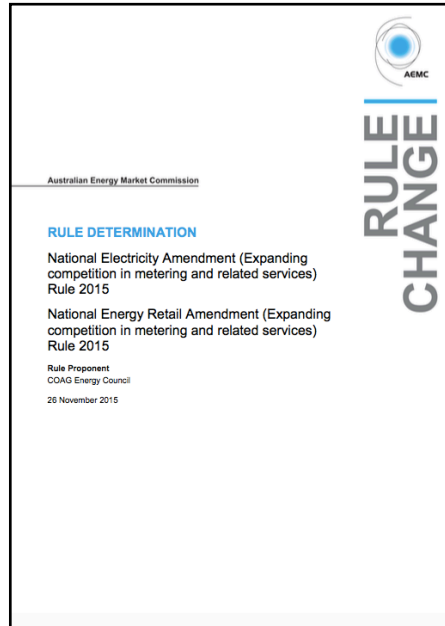 AEMC
RULE
CHANGE
Australian Energy Market Commission
RULE DETERMINATION
National Electricity Amendment (Expanding
competition in metering and related services)
Rule 2015
National Energy Retail Amendment (Expanding
competition in metering and related services)
Rule 2015
Rule Proponent
COAG Energy Council
26 November 2015